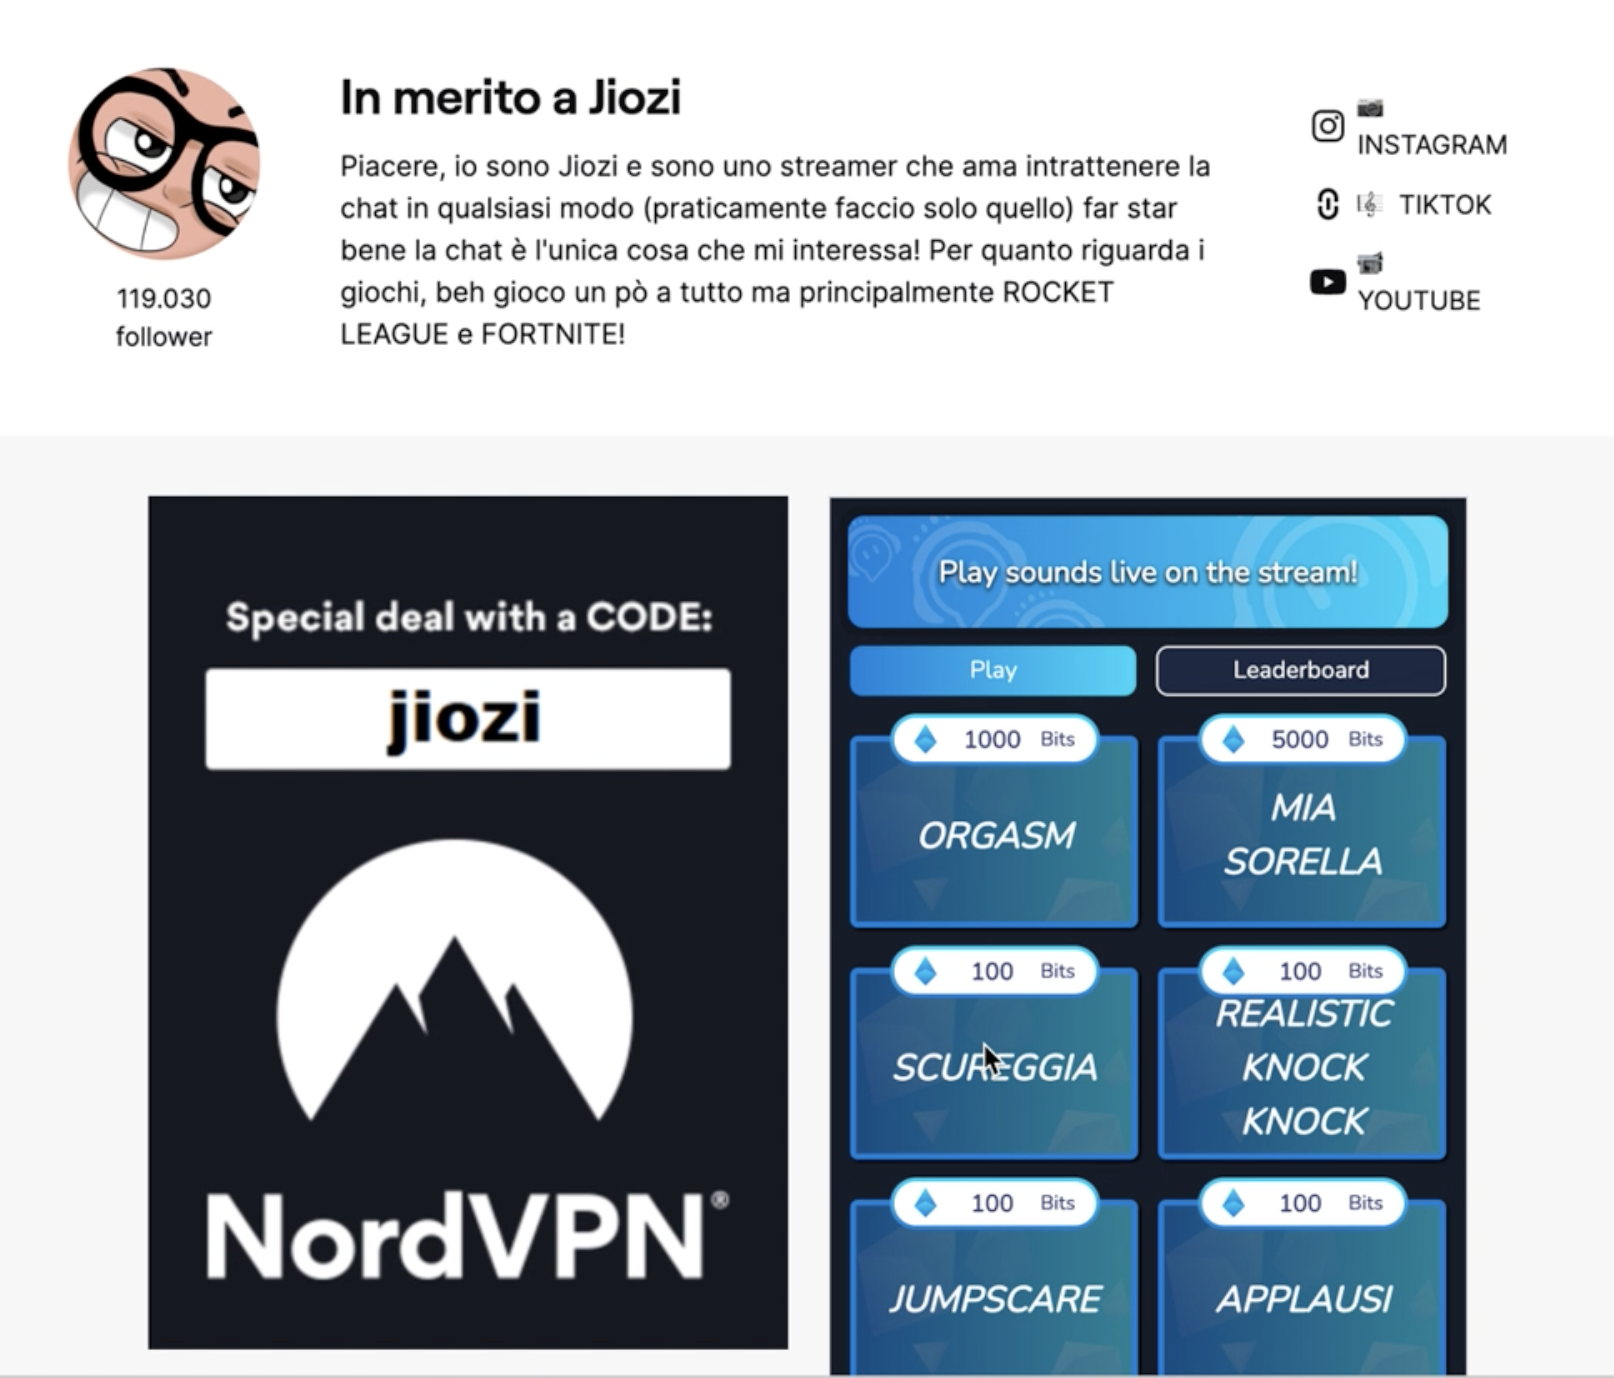 In merito a Jiozi
Piacere, io sono Jiozi e sono uno streamer che ama intrattenere la
chat in qualsiasi modo (praticamente faccio solo quello) far star
bene la chat è l'unica cosa che mi interessa! Per quanto riguarda i
giochi, beh gioco un pò a tutto ma principalmente ROCKET
LEAGUE e FORTNITE!
119.030
follower
INSTAGRAM
TIKTOK
YOUTUBE
Special deal with a CODE:
jiozi
NordVPN®
Play sounds live on the stream!
Play
Leaderboard
1000 Bits
ORGASM
5000 Bits
MIA
SORELLA
100 Bits
SCUREGGIA
100 Bits
REALISTIC
KNOCK
KNOCK
100 Bits
JUMPSCARE
100 Bits
APPLAUSI